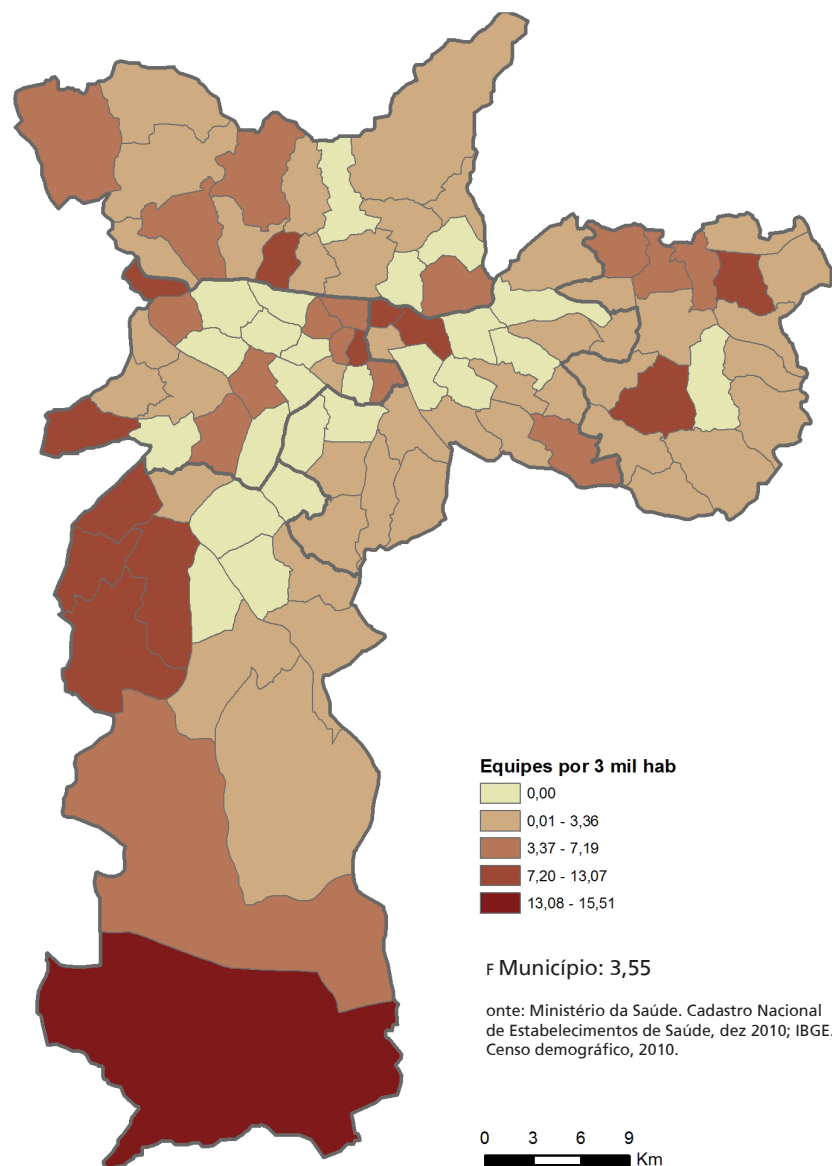 Equipes por 3 mil hab
0,00
0,01 - 3,36
3,37 - 7,19
7,20 - 13,07
13,08 - 15,51
F Município: 3,55
onte: Ministério da Saúde. Cadastro Nacional
de Estabelecimentos de Saúde, dez 2010; IBGE.
Censo demográfico, 2010.
0 3 6 9
Km